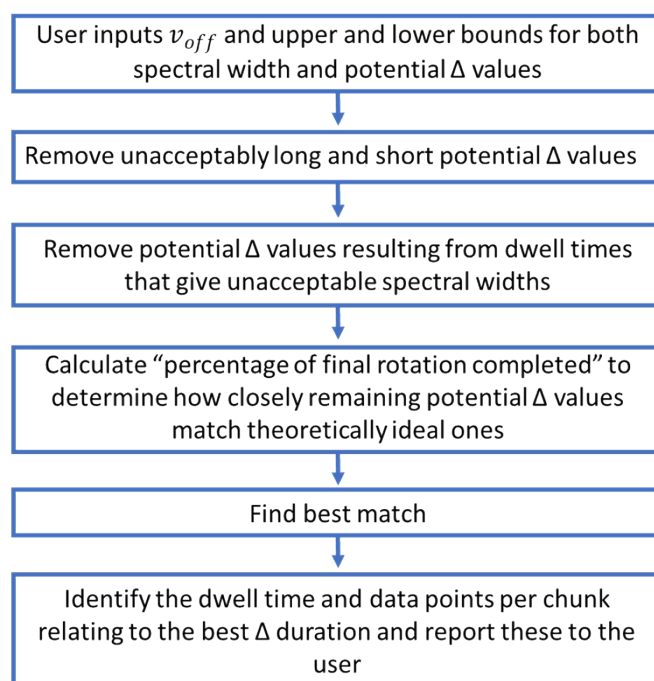 User inputs v_off and upper and lower bounds for both
spectral width and potential Δ values
Remove unacceptably long and short potential Δ values
Remove potential Δ values resulting from dwell times
that give unacceptable spectral widths
Calculate “percentage of final rotation completed” to
determine how closely remaining potential Δ values
match theoretically ideal ones
Find best match
Identify the dwell time and data points per chunk
relating to the best Δ duration and report these to the
user